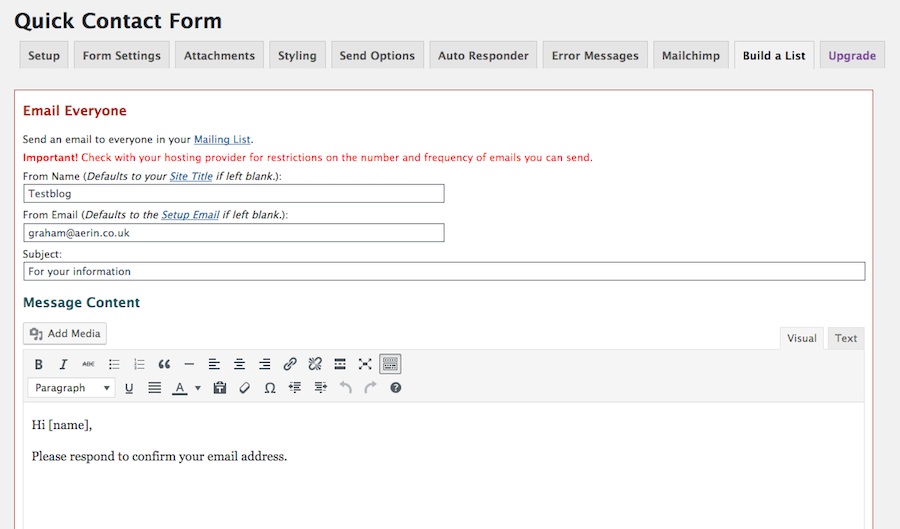 Quick Contact Form
Setup Form Settings Attachments Styling Send Options Auto Responder Error Messages Mailchimp Build a List Upgrade
Email Everyone
Send an email to everyone in your Mailing List.
Important! Check with your hosting provider for restrictions on the number and frequency of emails you can send.
From Name (Defaults to your Site Title if left blank.):
Testblog
From Email (Defaults to the Setup Email if left blank.):
graham@aerin.co.uk
Subject:
For your information
Message Content
Add Media
Visual Text
B I ABC
Paragraph U A Ω ?
Hi [name],
Please respond to confirm your email address.